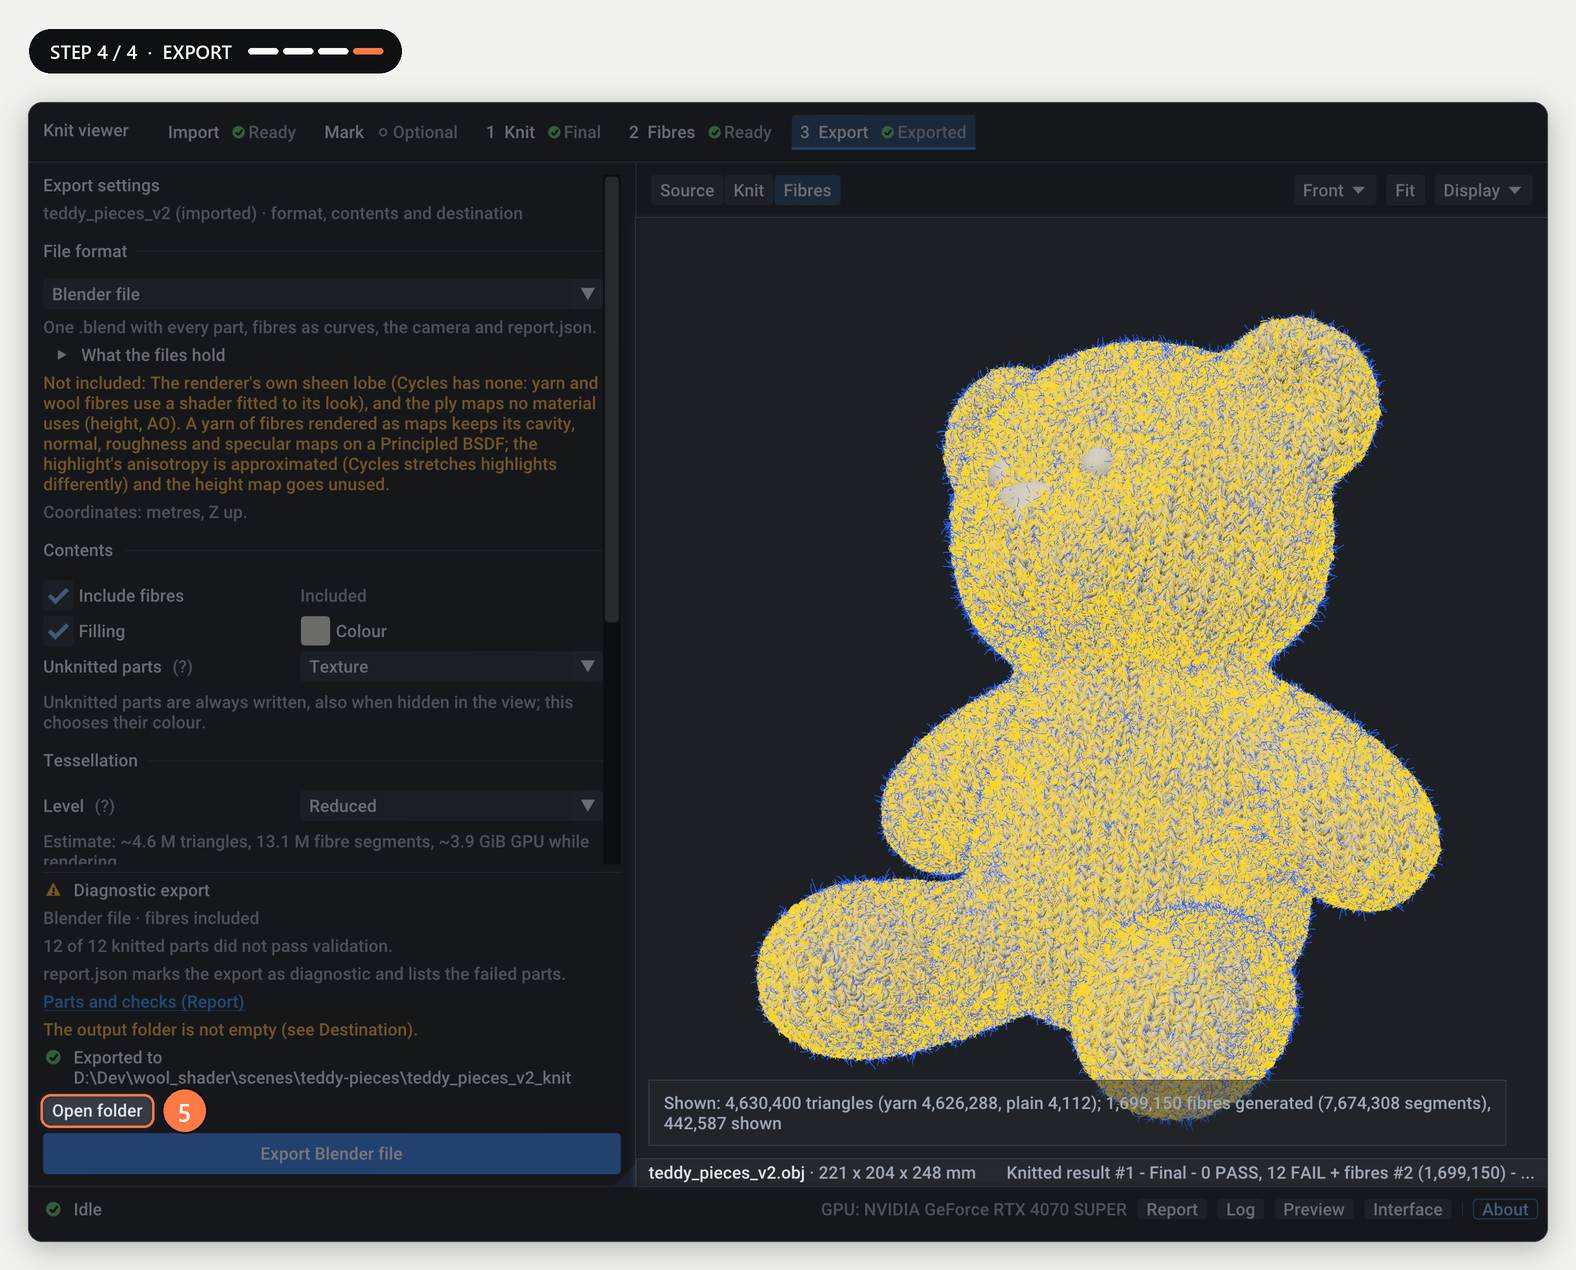 STEP 4 / 4 · EXPORT
Knit viewer
Import Ready
Mark Optional
1 Knit Final
2 Fibres Ready
3 Export Exported
Export settings
teddy_pieces_v2 (imported) · format, contents and destination
File format
Blender file
One .blend with every part, fibres as curves, the camera and report.json.
What the files hold
Not included: The renderer's own sheen lobe (Cycles has none: yarn and
wool fibres use a shader fitted to its look), and the ply maps no material
uses (height, AO). A yarn of fibres rendered as maps keeps its cavity,
normal, roughness and specular maps on a Principled BSDF; the
highlight's anisotropy is approximated (Cycles stretches highlights
differently) and the height map goes unused.
Coordinates: metres, Z up.
Contents
Include fibres Included
Filling Colour
Unknitted parts (?) Texture
Unknitted parts are always written, also when hidden in the view; this
chooses their colour.
Tessellation
Level (?) Reduced
Estimate: ~4.6 M triangles, 13.1 M fibre segments, ~3.9 GiB GPU while
rendering
Diagnostic export
Blender file · fibres included
12 of 12 knitted parts did not pass validation.
report.json marks the export as diagnostic and lists the failed parts.
Parts and checks (Report)
The output folder is not empty (see Destination).
Exported to
D:\Dev\wool_shader\scenes\teddy-pieces\teddy_pieces_v2_knit
Open folder 5
Export Blender file
Source Knit Fibres
Front Fit Display
Shown: 4,630,400 triangles (yarn 4,626,288, plain 4,112); 1,699,150 fibres generated (7,674,308 segments),
442,587 shown
teddy_pieces_v2.obj · 221 x 204 x 248 mm Knitted result #1 - Final - 0 PASS, 12 FAIL + fibres #2 (1,699,150) - ...
Idle
GPU: NVIDIA GeForce RTX 4070 SUPER Report Log Preview Interface About